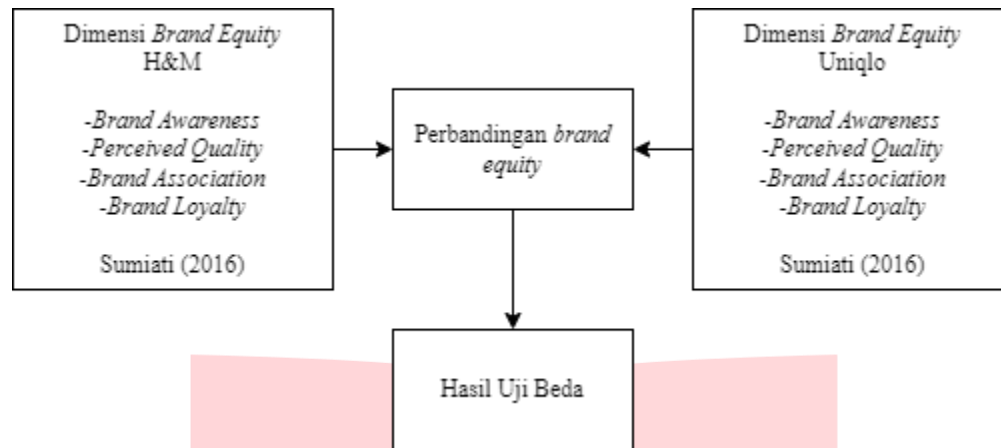 Dimensi Brand Equity
H&M
-Brand Awareness
-Perceived Quality
-Brand Association
-Brand Loyalty
Sumiati (2016)
Perbandingan brand
equity
Dimensi Brand Equity
Uniqlo
-Brand Awareness
-Perceived Quality
-Brand Association
-Brand Loyalty
Sumiati (2016)
Hasil Uji Beda